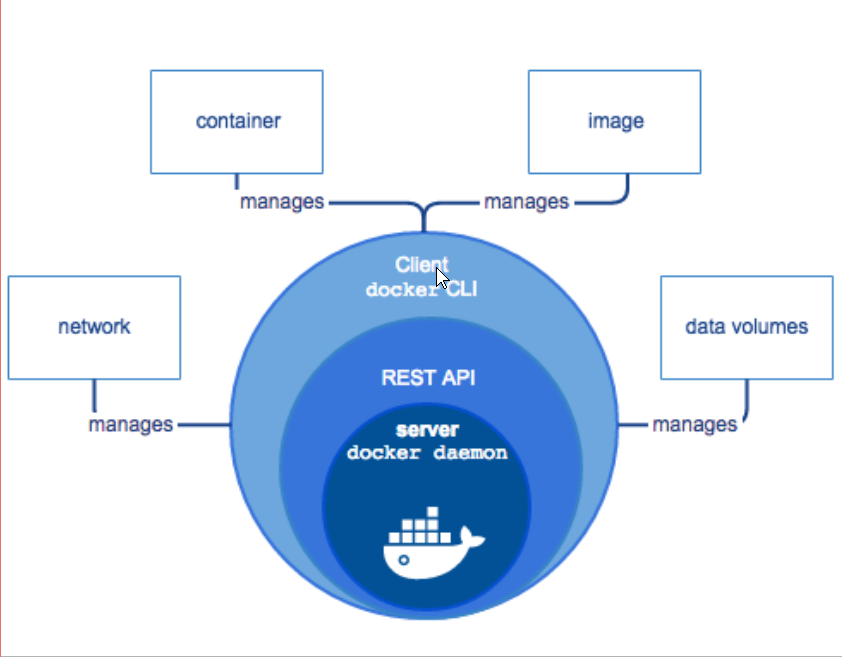 container
image
manages
manages
Client
docker CLI
network
data volumes
REST API
manages
manages
server
docker daemon